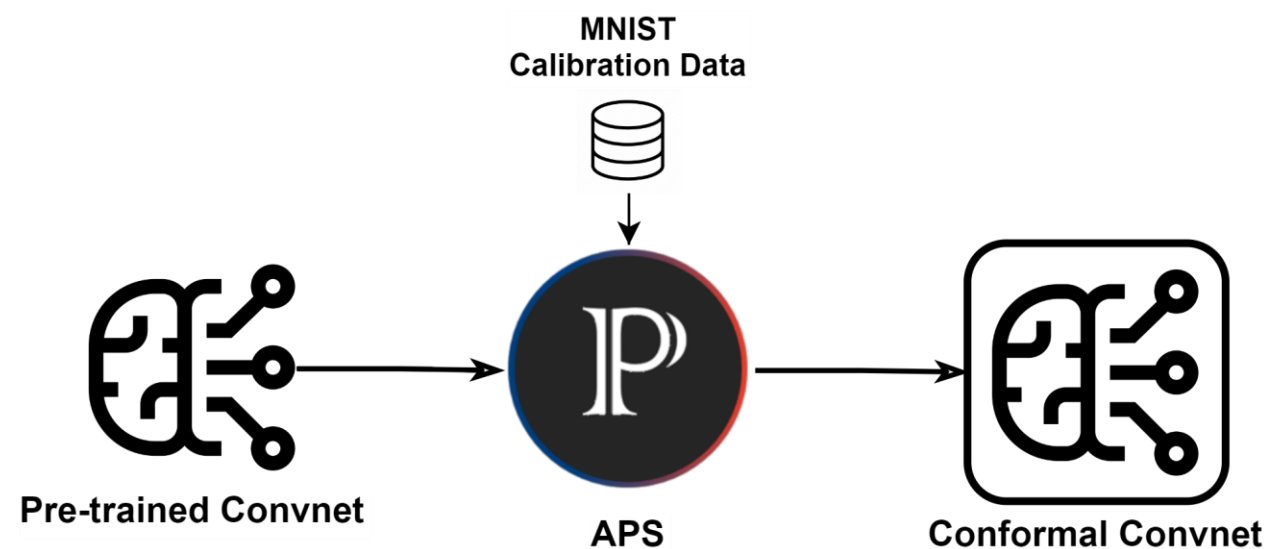 MNIST
Calibration Data
P
Pre-trained Convnet
APS
Conformal Convnet